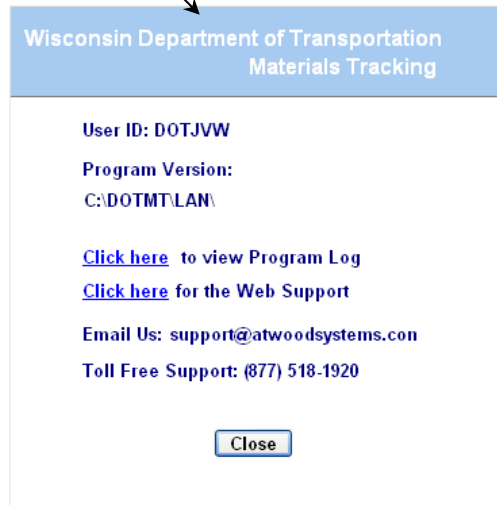 Wisconsin Department of Transportation
Materials Tracking
User ID: DOTJVW
Program Version:
C:\DOTMT\LAN\
Click here to view Program Log
Click here for the Web Support
Email Us: support@atwoodsystems.con
Toll Free Support: (877) 518-1920
Close